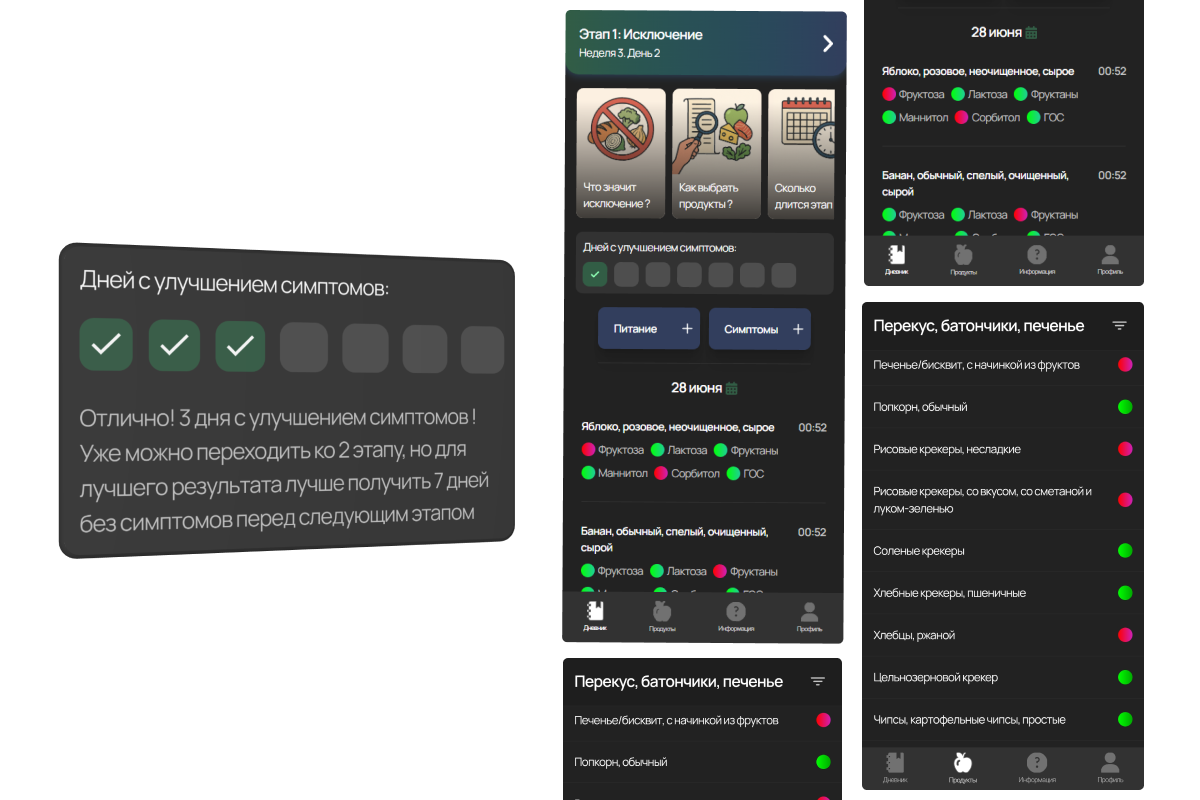 Дней с улучшением симптомов:
Отлично! 3 дня с улучшением симптомов!
Уже можно переходить ко 2 этапу, но для
лучшего результата лучше получить 7 дней
без симптомов перед следующим этапом
Этап 1: Исключение
Неделя 3. День 2
Что значит
исключение?
Как выбрать
продукты?
Сколько
длится этап
Дней с улучшением симптомов:
Питание +
Симптомы +
28 июня
Яблоко, розовое, неочищенное, сырое 00:52
Фруктоза Лактоза Фруктаны
Маннитол Сорбитол ГОС
Банан, обычный, спелый, очищенный, 00:52
сырой
Фруктоза Лактоза Фруктаны
Дневник Продукты Информация Профиль
Перекус, батончики, печенье
Печенье/бисквит, с начинкой из фруктов
Попкорн, обычный
28 июня
Яблоко, розовое, неочищенное, сырое 00:52
Фруктоза Лактоза Фруктаны
Маннитол Сорбитол ГОС
Банан, обычный, спелый, очищенный, 00:52
сырой
Фруктоза Лактоза Фруктаны
Дневник Продукты Информация Профиль
Перекус, батончики, печенье
Печенье/бисквит, с начинкой из фруктов
Попкорн, обычный
Рисовые крекеры, несладкие
Рисовые крекеры, со вкусом, со сметаной и
луком-зеленью
Соленые крекеры
Хлебные крекеры, пшеничные
Хлебцы, ржаной
Цельнозерновой крекер
Чипсы, картофельные чипсы, простые
Дневник Продукты Информация Профиль